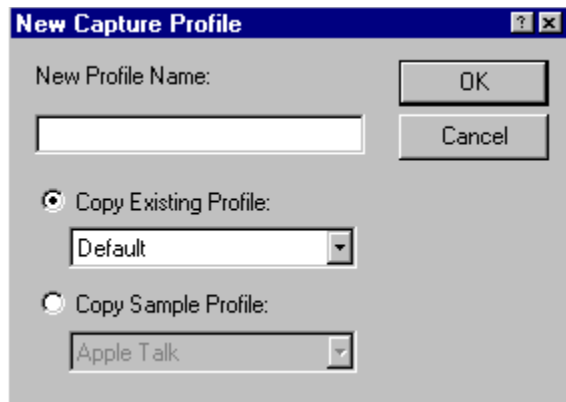 New Capture Profile
New Profile Name:
OK
Cancel
Copy Existing Profile:
Default
Copy Sample Profile:
Apple Talk